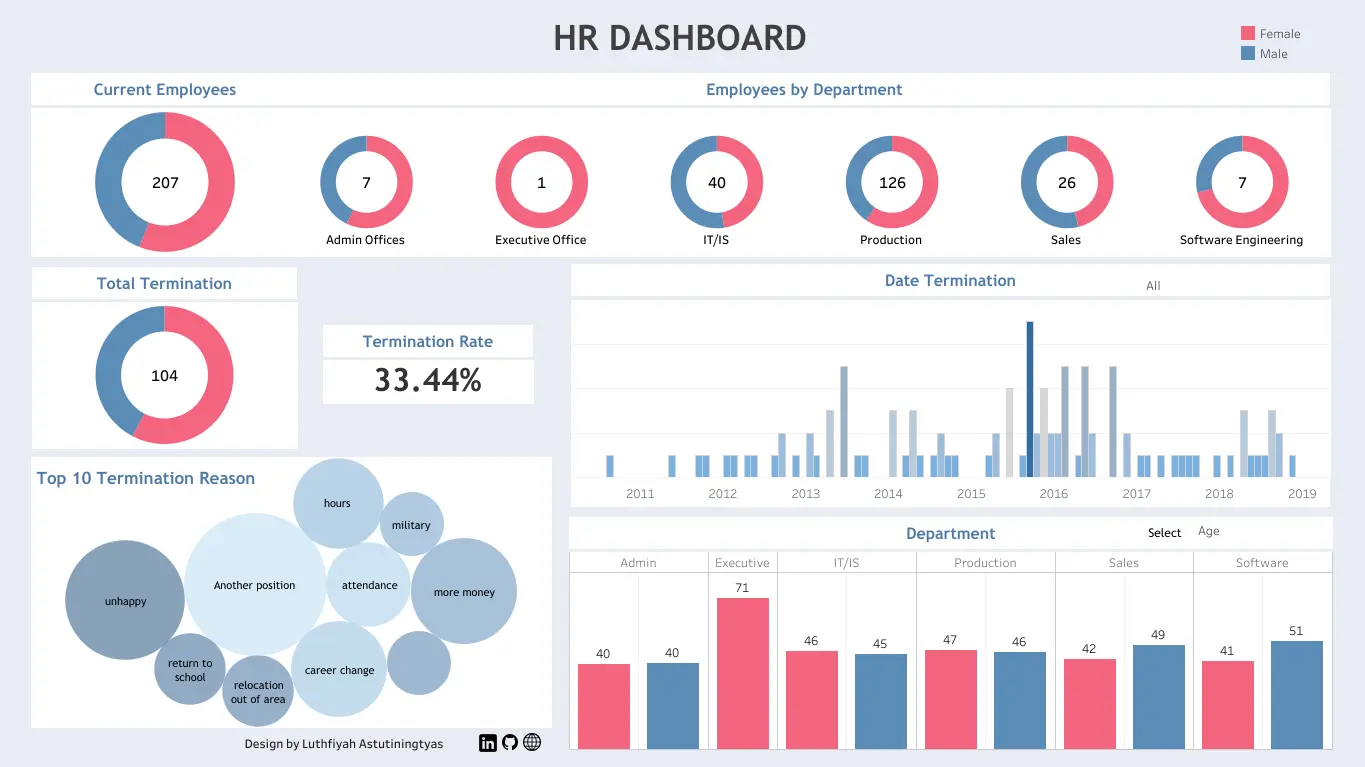 HR DASHBOARD
Female
Male
Current Employees
Employees by Department
207
7
1
40
126
26
7
Admin Offices
Executive Office
IT/IS
Production
Sales
Software Engineering
Total Termination
104
Termination Rate
33.44%
Date Termination
All
2011
2012
2013
2014
2015
2016
2017
2018
2019
Top 10 Termination Reason
hours
military
Another position
attendance
more money
unhappy
return to
school
relocation
out of area
career change
Department
Select
Age
Admin
Executive
IT/IS
Production
Sales
Software
40
40
71
46
45
47
46
42
49
41
51
Design by Luthfiyah Astutiningtyas
in